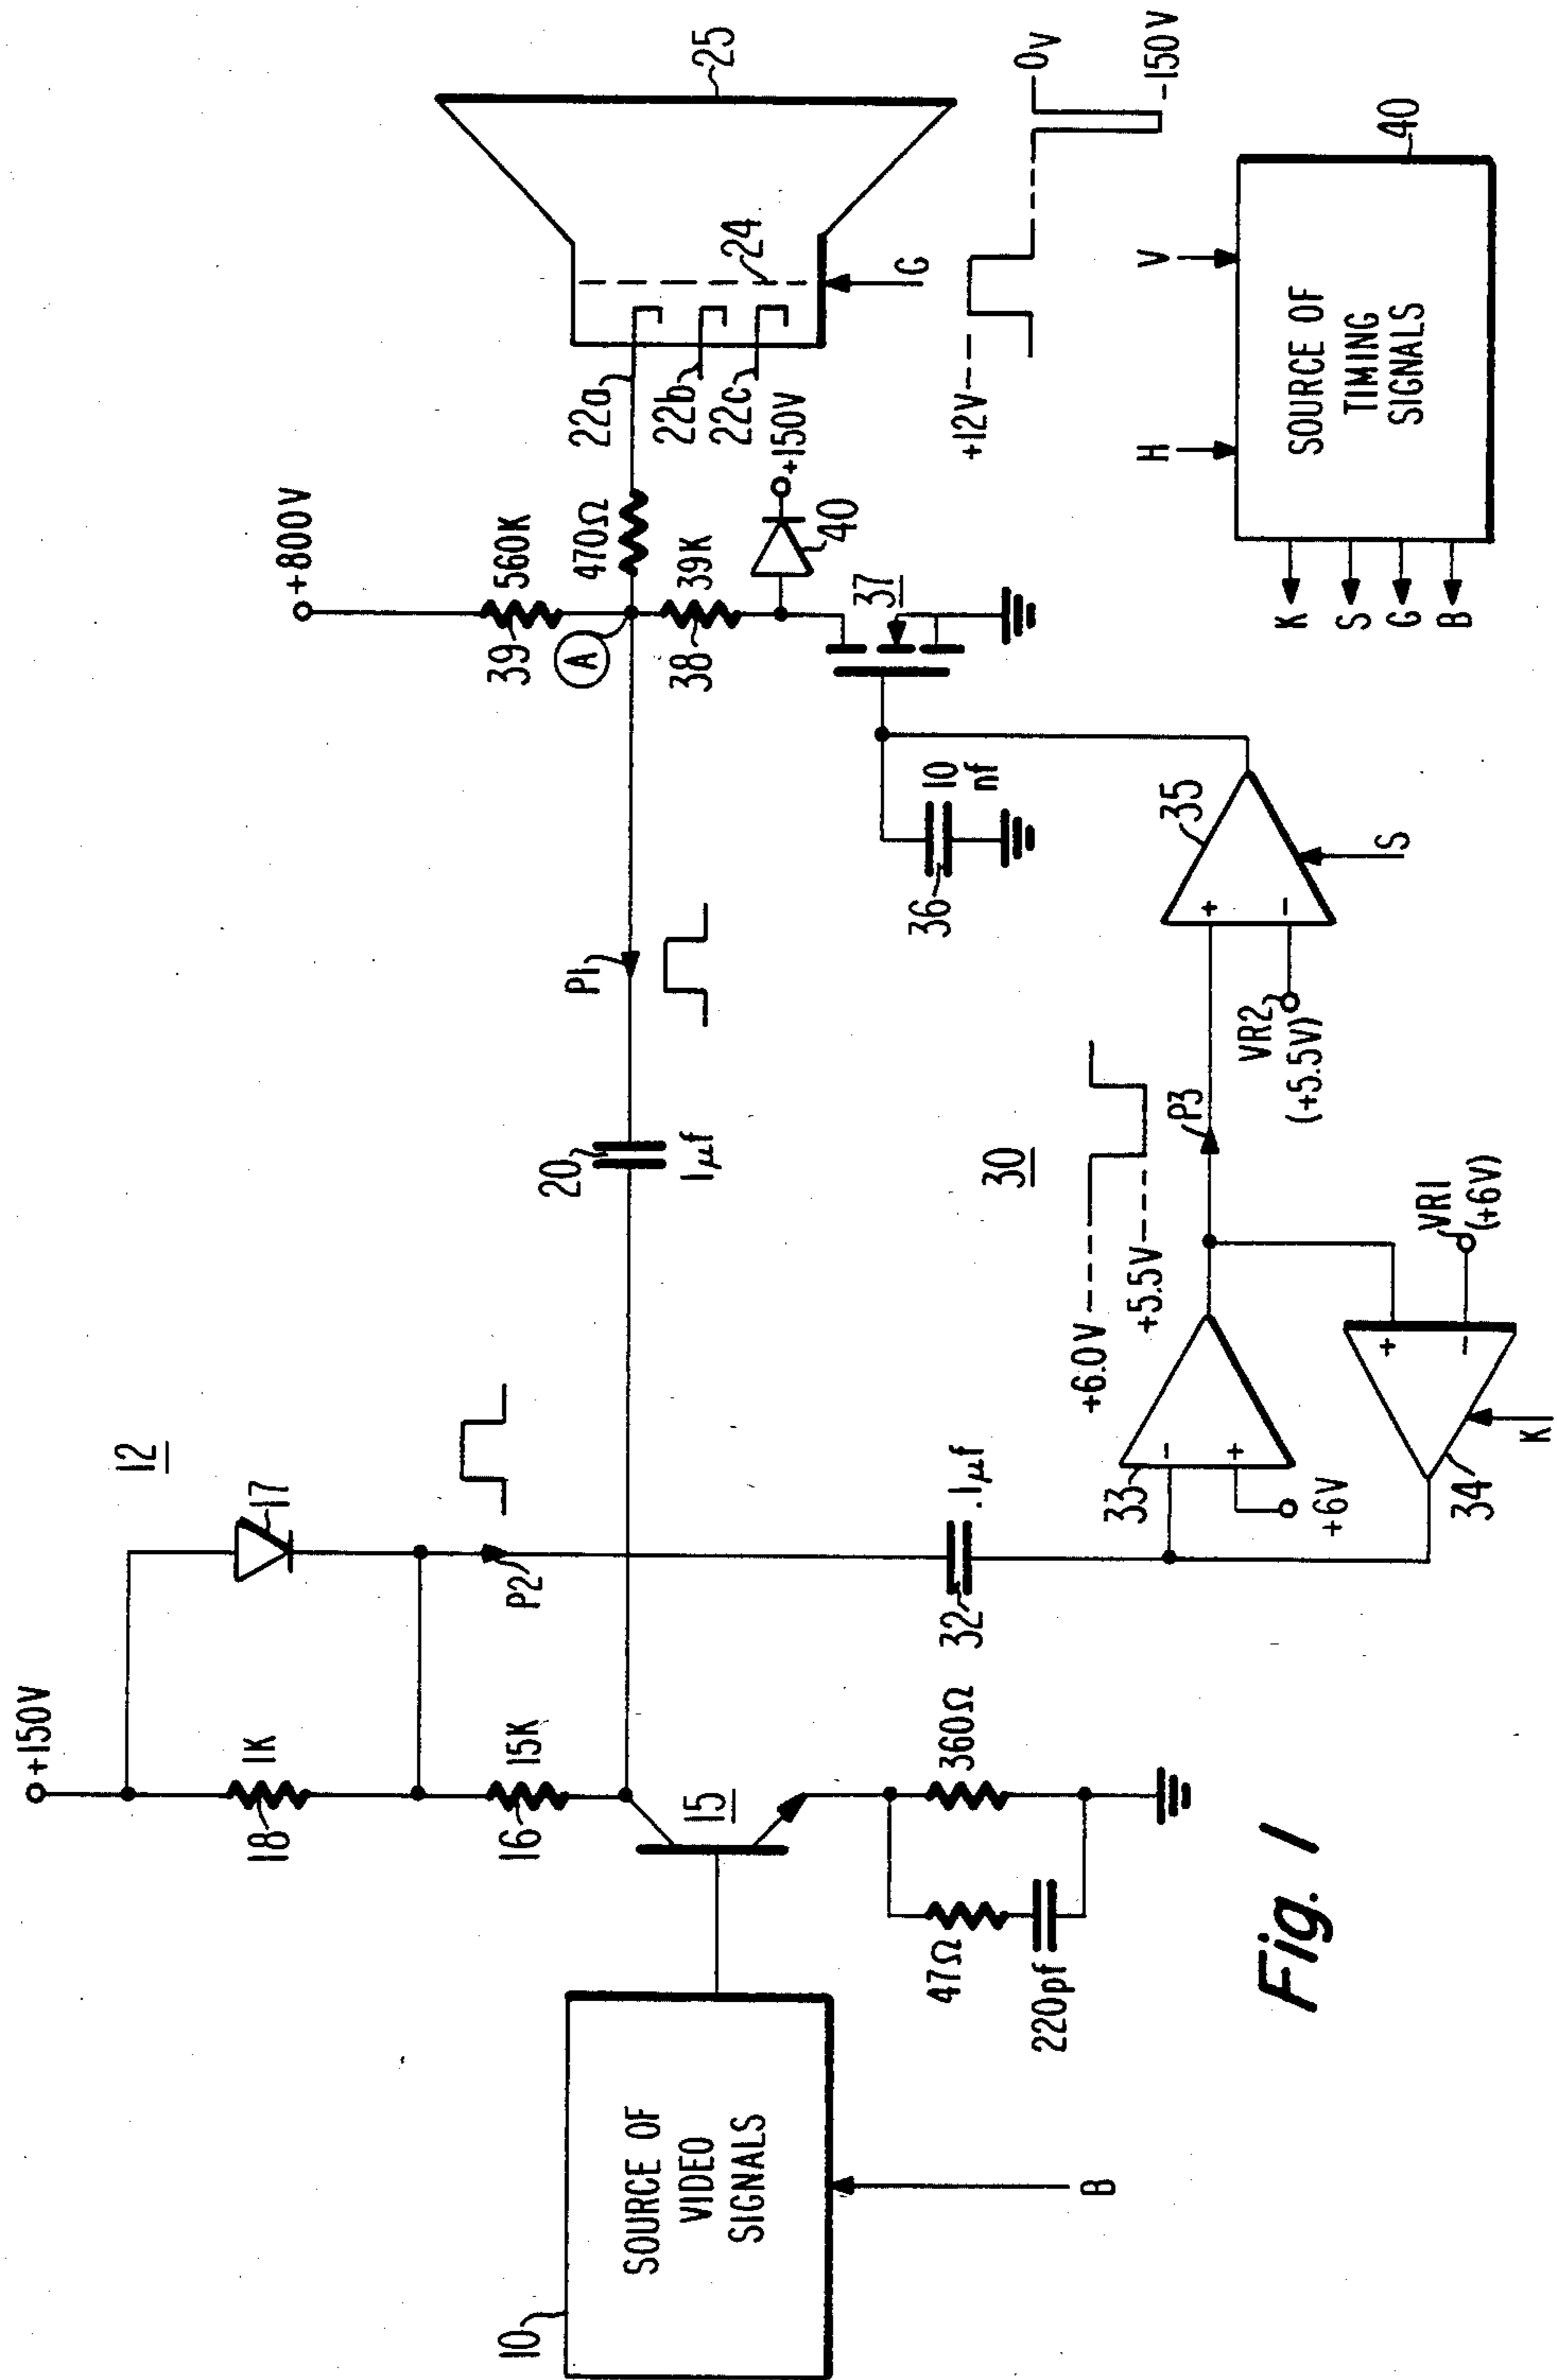 +150V
12
18
1K
17
16
15K
P2
15
10
SOURCE OF
VIDEO
SIGNALS
B
47Ω
220pf
360Ω
32
.1µf
20
1µf
P1
+800V
39
560K
A
470Ω
38
39K
22a
22b
22c
24
25
G
+150V
40
37
36
10
nf
30
+6.0V
+5.5V
33
-
+
+6V
P3
34
+
-
K
VR1
(+6V)
35
+
-
VR2
(+5.5V)
S
+12V
0V
-150V
H
V
40
SOURCE OF
TIMING
SIGNALS
K
S
G
B
Fig. 1